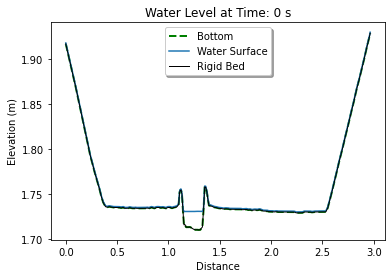 Water Level at Time: 0 s
Bottom
Water Surface
Rigid Bed
Elevation (m)
1.90
1.85
1.80
1.75
1.70
0.0 0.5 1.0 1.5 2.0 2.5 3.0
Distance